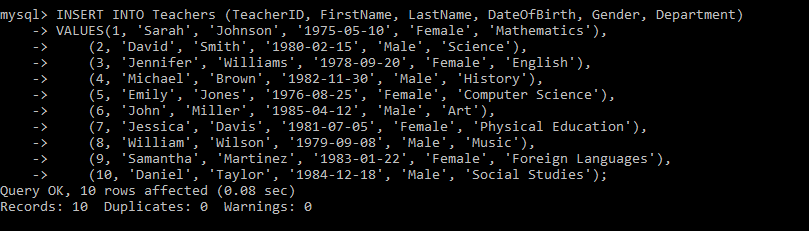 mysql> INSERT INTO Teachers (TeacherID, FirstName, LastName, DateOfBirth, Gender, Department)
    -> VALUES(1, 'Sarah', 'Johnson', '1975-05-10', 'Female', 'Mathematics'),
    ->       (2, 'David', 'Smith', '1980-02-15', 'Male', 'Science'),
    ->       (3, 'Jennifer', 'Williams', '1978-09-20', 'Female', 'English'),
    ->       (4, 'Michael', 'Brown', '1982-11-30', 'Male', 'History'),
    ->       (5, 'Emily', 'Jones', '1976-08-25', 'Female', 'Computer Science'),
    ->       (6, 'John', 'Miller', '1985-04-12', 'Male', 'Art'),
    ->       (7, 'Jessica', 'Davis', '1981-07-05', 'Female', 'Physical Education'),
    ->       (8, 'William', 'Wilson', '1979-09-08', 'Male', 'Music'),
    ->       (9, 'Samantha', 'Martinez', '1983-01-22', 'Female', 'Foreign Languages'),
    ->       (10, 'Daniel', 'Taylor', '1984-12-18', 'Male', 'Social Studies');
Query OK, 10 rows affected (0.08 sec)
Records: 10  Duplicates: 0  Warnings: 0